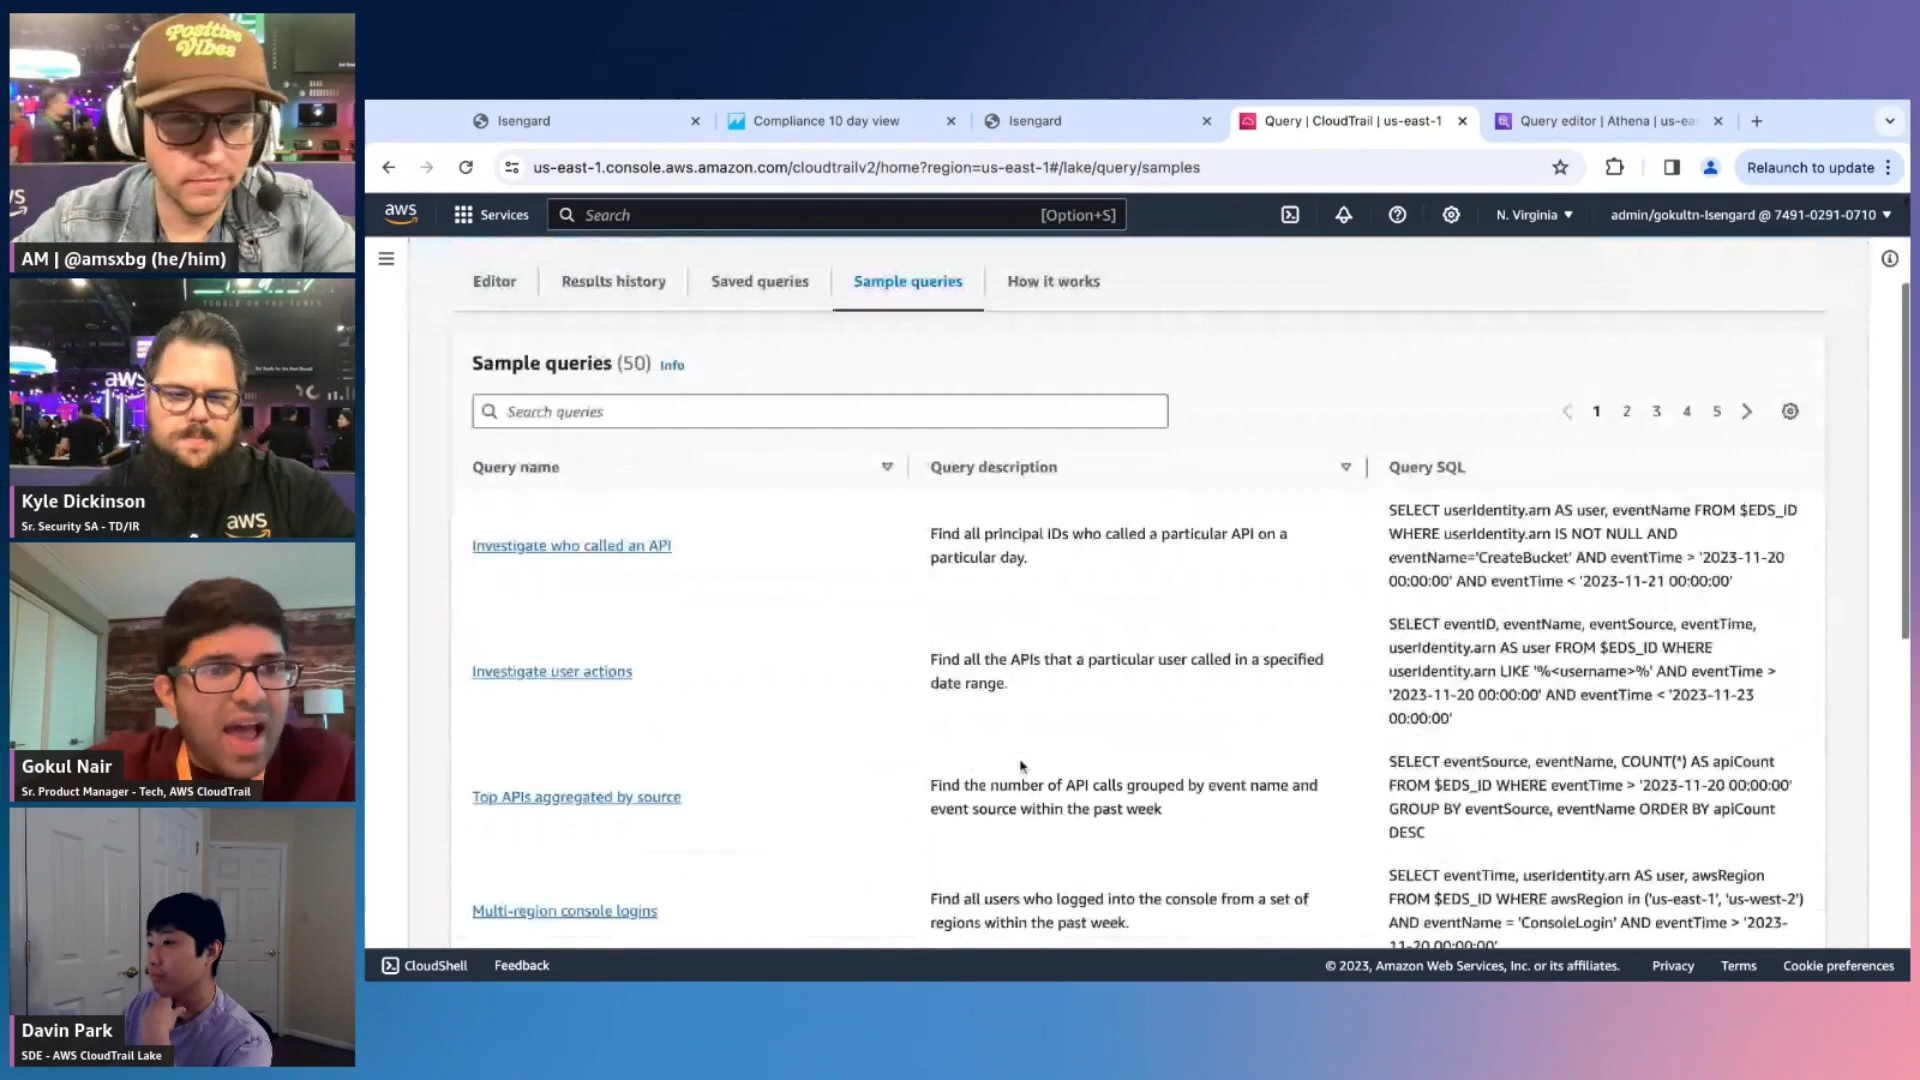 Positive
Vibes
AM | @amsxbg (he/him)
TOGGLE ON THE TUNES
aws
aws
Kyle Dickinson
Sr. Security SA - TD/IR
Gokul Nair
Sr. Product Manager - Tech, AWS CloudTrail
Davin Park
SDE - AWS CloudTrail Lake
Isengard
Compliance 10 day view
Isengard
Query | CloudTrail | us-east-1
Query editor | Athena | us-eas
us-east-1.console.aws.amazon.com/cloudtrailv2/home?region=us-east-1#/lake/query/samples
Relaunch to update
aws
Services
Search
[Option+S]
N. Virginia
admin/gokultn-Isengard @ 7491-0291-0710
Editor
Results history
Saved queries
Sample queries
How it works
Sample queries (50) Info
Search queries
1 2 3 4 5
Query name
Query description
Query SQL
Investigate who called an API
Find all principal IDs who called a particular API on a
particular day.
SELECT userIdentity.arn AS user, eventName FROM $EDS_ID
WHERE userIdentity.arn IS NOT NULL AND
eventName='CreateBucket' AND eventTime > '2023-11-20
00:00:00' AND eventTime < '2023-11-21 00:00:00'
Investigate user actions
Find all the APIs that a particular user called in a specified
date range.
SELECT eventID, eventName, eventSource, eventTime,
userIdentity.arn AS user FROM $EDS_ID WHERE
userIdentity.arn LIKE '%<username>%' AND eventTime >
'2023-11-20 00:00:00' AND eventTime < '2023-11-23
00:00:00'
Top APIs aggregated by source
Find the number of API calls grouped by event name and
event source within the past week
SELECT eventSource, eventName, COUNT(*) AS apiCount
FROM $EDS_ID WHERE eventTime > '2023-11-20 00:00:00'
GROUP BY eventSource, eventName ORDER BY apiCount
DESC
Multi-region console logins
Find all users who logged into the console from a set of
regions within the past week.
SELECT eventTime, userIdentity.arn AS user, awsRegion
FROM $EDS_ID WHERE awsRegion in ('us-east-1', 'us-west-2')
AND eventName = 'ConsoleLogin' AND eventTime > '2023-
11-20 00:00:00'
CloudShell
Feedback
© 2023, Amazon Web Services, Inc. or its affiliates.
Privacy
Terms
Cookie preferences